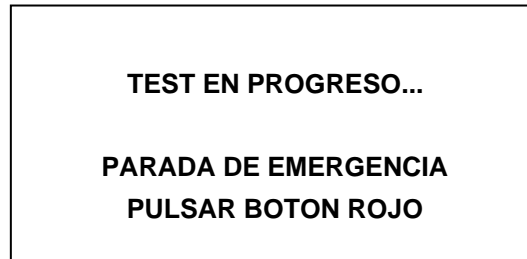 TEST EN PROGRESO...
PARADA DE EMERGENCIA
PULSAR BOTON ROJO